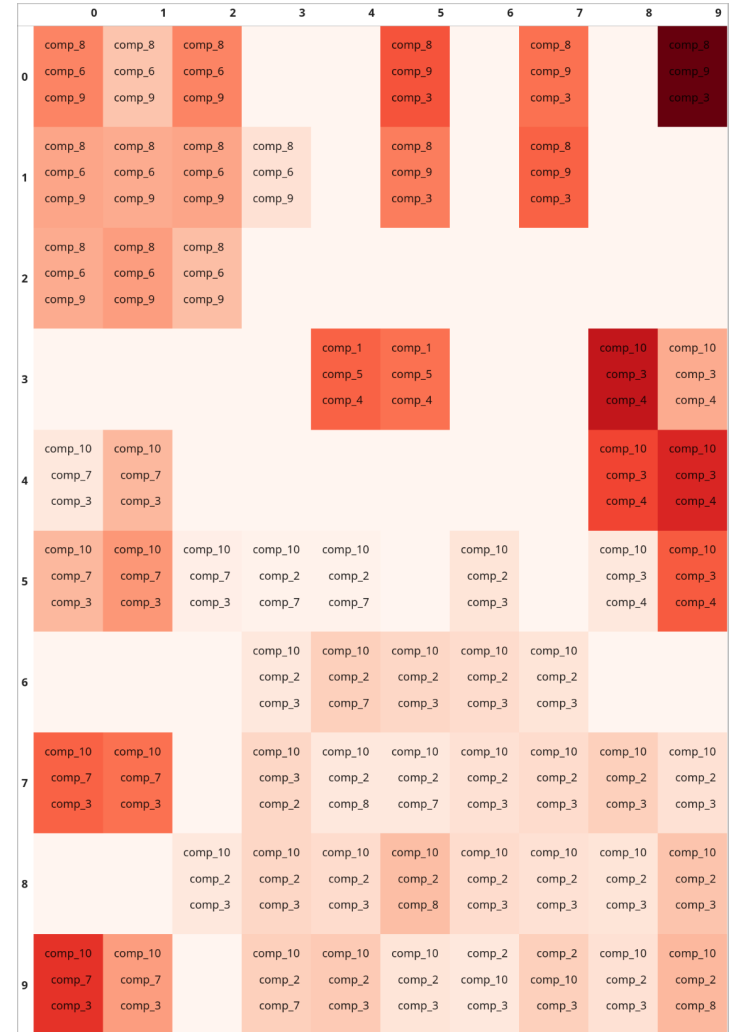 0 1 2 3 4 5 6 7 8 9
comp_8 comp_8 comp_8 comp_8 comp_8 comp_8
0 comp_6 comp_6 comp_6 comp_9 comp_9 comp_9
comp_9 comp_9 comp_9 comp_3 comp_3 comp_3
comp_8 comp_8 comp_8 comp_8 comp_8 comp_8
1 comp_6 comp_6 comp_6 comp_6 comp_9 comp_9
comp_9 comp_9 comp_9 comp_9 comp_3 comp_3
comp_8 comp_8 comp_8
2 comp_6 comp_6 comp_6
comp_9 comp_9 comp_9
comp_1 comp_1 comp_10 comp_10
3 comp_5 comp_5 comp_3 comp_3
comp_4 comp_4 comp_4 comp_4
comp_10 comp_10 comp_10 comp_10
4 comp_7 comp_7 comp_3 comp_3
comp_3 comp_3 comp_4 comp_4
comp_10 comp_10 comp_10 comp_10 comp_10 comp_10 comp_10 comp_10
5 comp_7 comp_7 comp_7 comp_2 comp_2 comp_2 comp_3 comp_3
comp_3 comp_3 comp_3 comp_7 comp_7 comp_3 comp_4 comp_4
comp_10 comp_10 comp_10 comp_10 comp_10
6 comp_2 comp_2 comp_2 comp_2 comp_2
comp_3 comp_7 comp_3 comp_3 comp_3
comp_10 comp_10 comp_10 comp_10 comp_10 comp_10 comp_10 comp_10 comp_10
7 comp_7 comp_7 comp_3 comp_2 comp_2 comp_2 comp_2 comp_2 comp_2
comp_3 comp_3 comp_2 comp_8 comp_7 comp_3 comp_3 comp_3 comp_3
comp_10 comp_10 comp_10 comp_10 comp_10 comp_10 comp_10 comp_10
8 comp_2 comp_2 comp_2 comp_2 comp_2 comp_2 comp_2 comp_2
comp_3 comp_3 comp_3 comp_8 comp_3 comp_3 comp_3 comp_3
comp_10 comp_10 comp_10 comp_10 comp_10 comp_2 comp_2 comp_10 comp_10
9 comp_7 comp_7 comp_2 comp_2 comp_2 comp_10 comp_10 comp_2 comp_2
comp_3 comp_3 comp_7 comp_3 comp_3 comp_3 comp_3 comp_3 comp_8